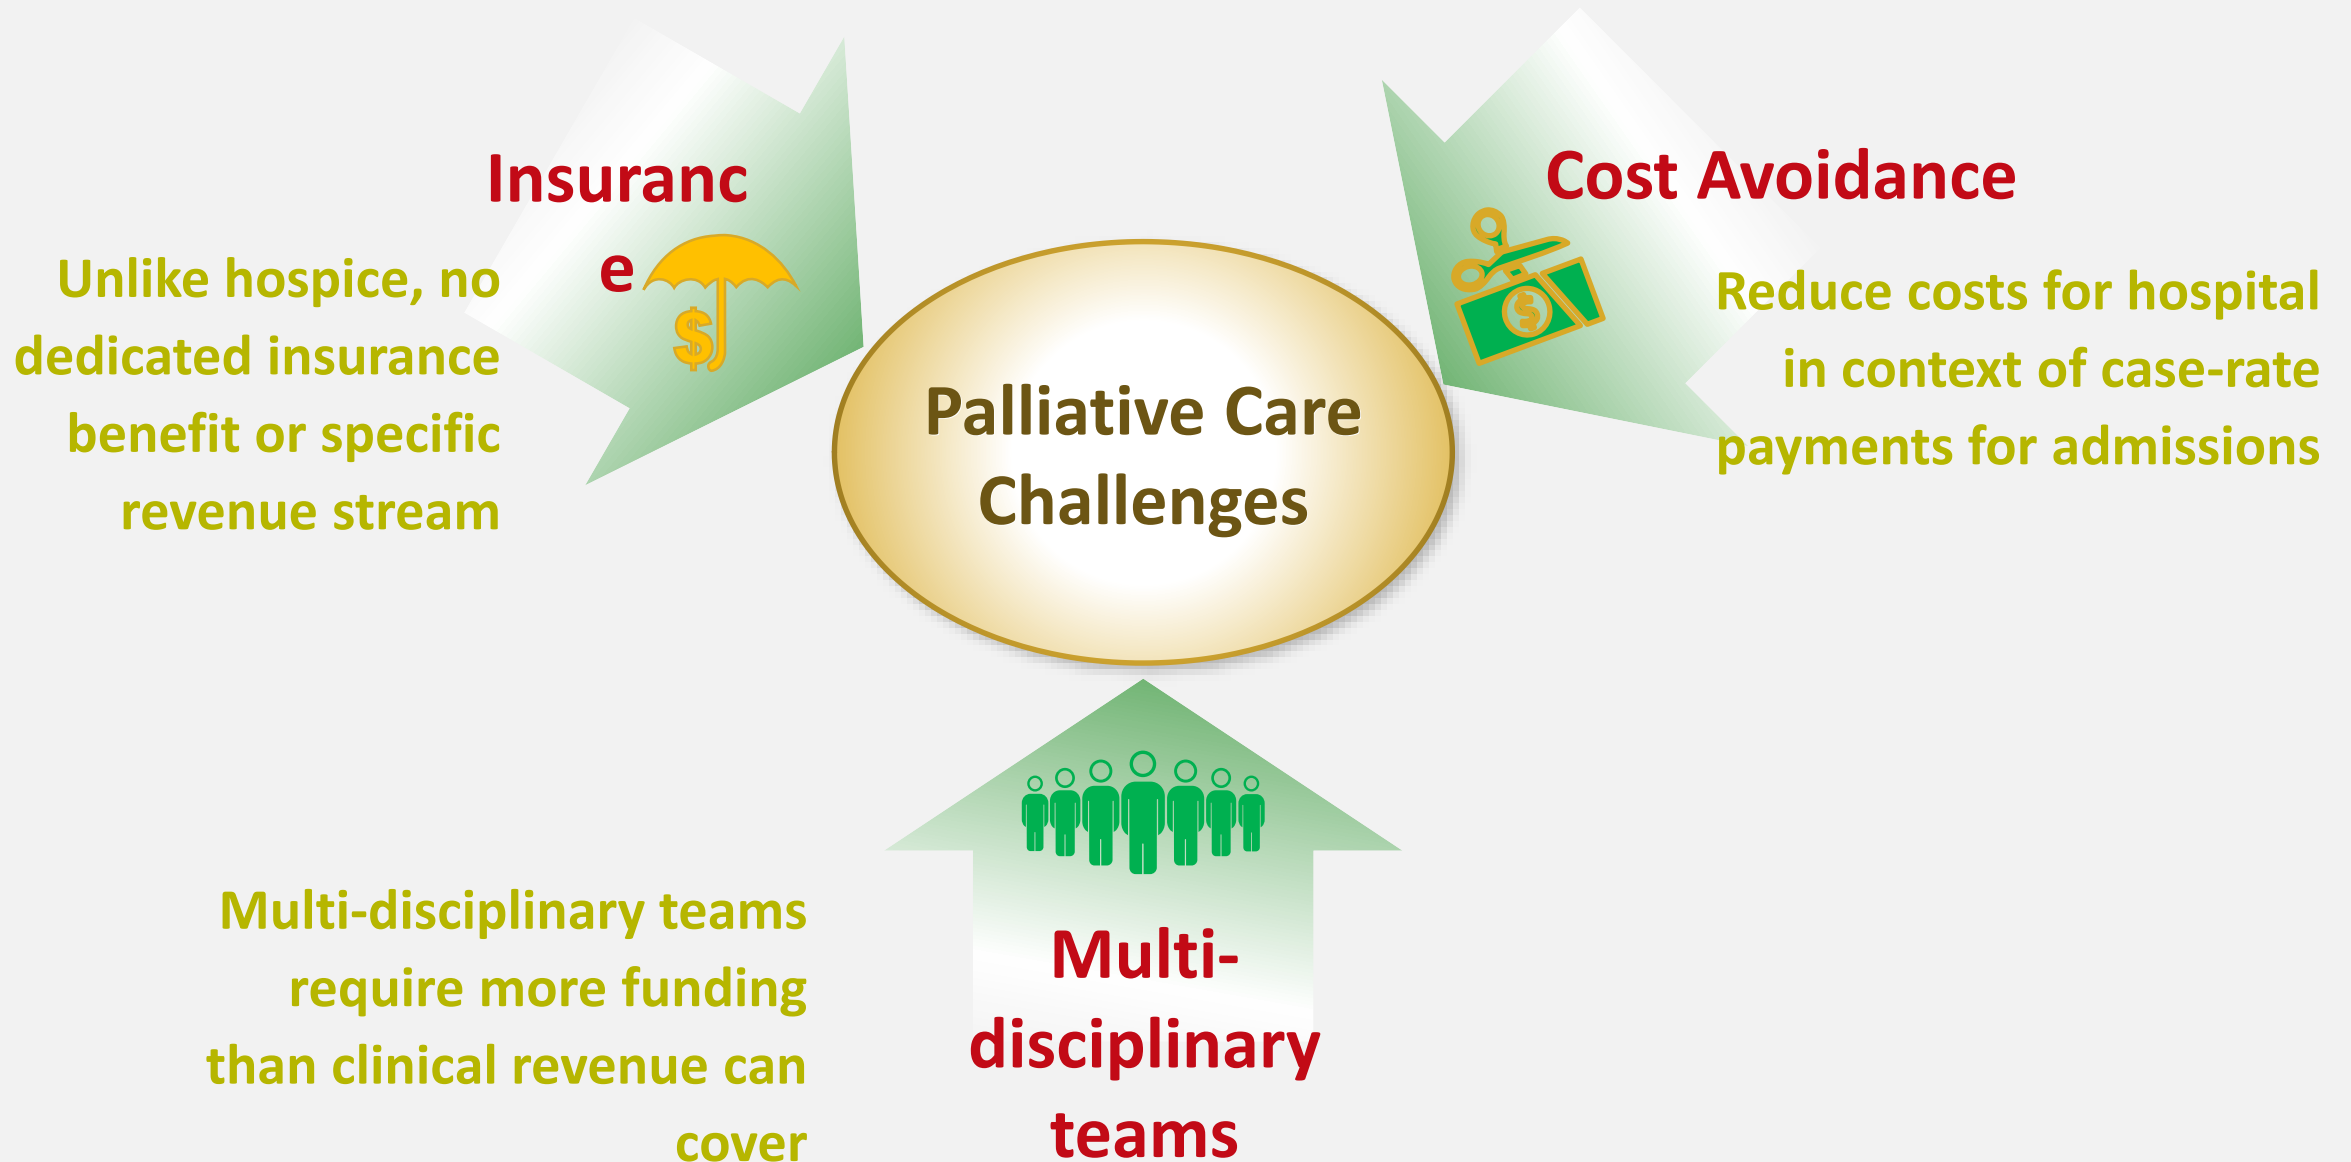 Insuranc
e
Unlike hospice, no
dedicated insurance
benefit or specific
revenue stream
$
Cost Avoidance
$
Reduce costs for hospital
in context of case-rate
payments for admissions
Palliative Care
Challenges
Multi-disciplinary teams
require more funding
than clinical revenue can
cover
Multi-
disciplinary
teams